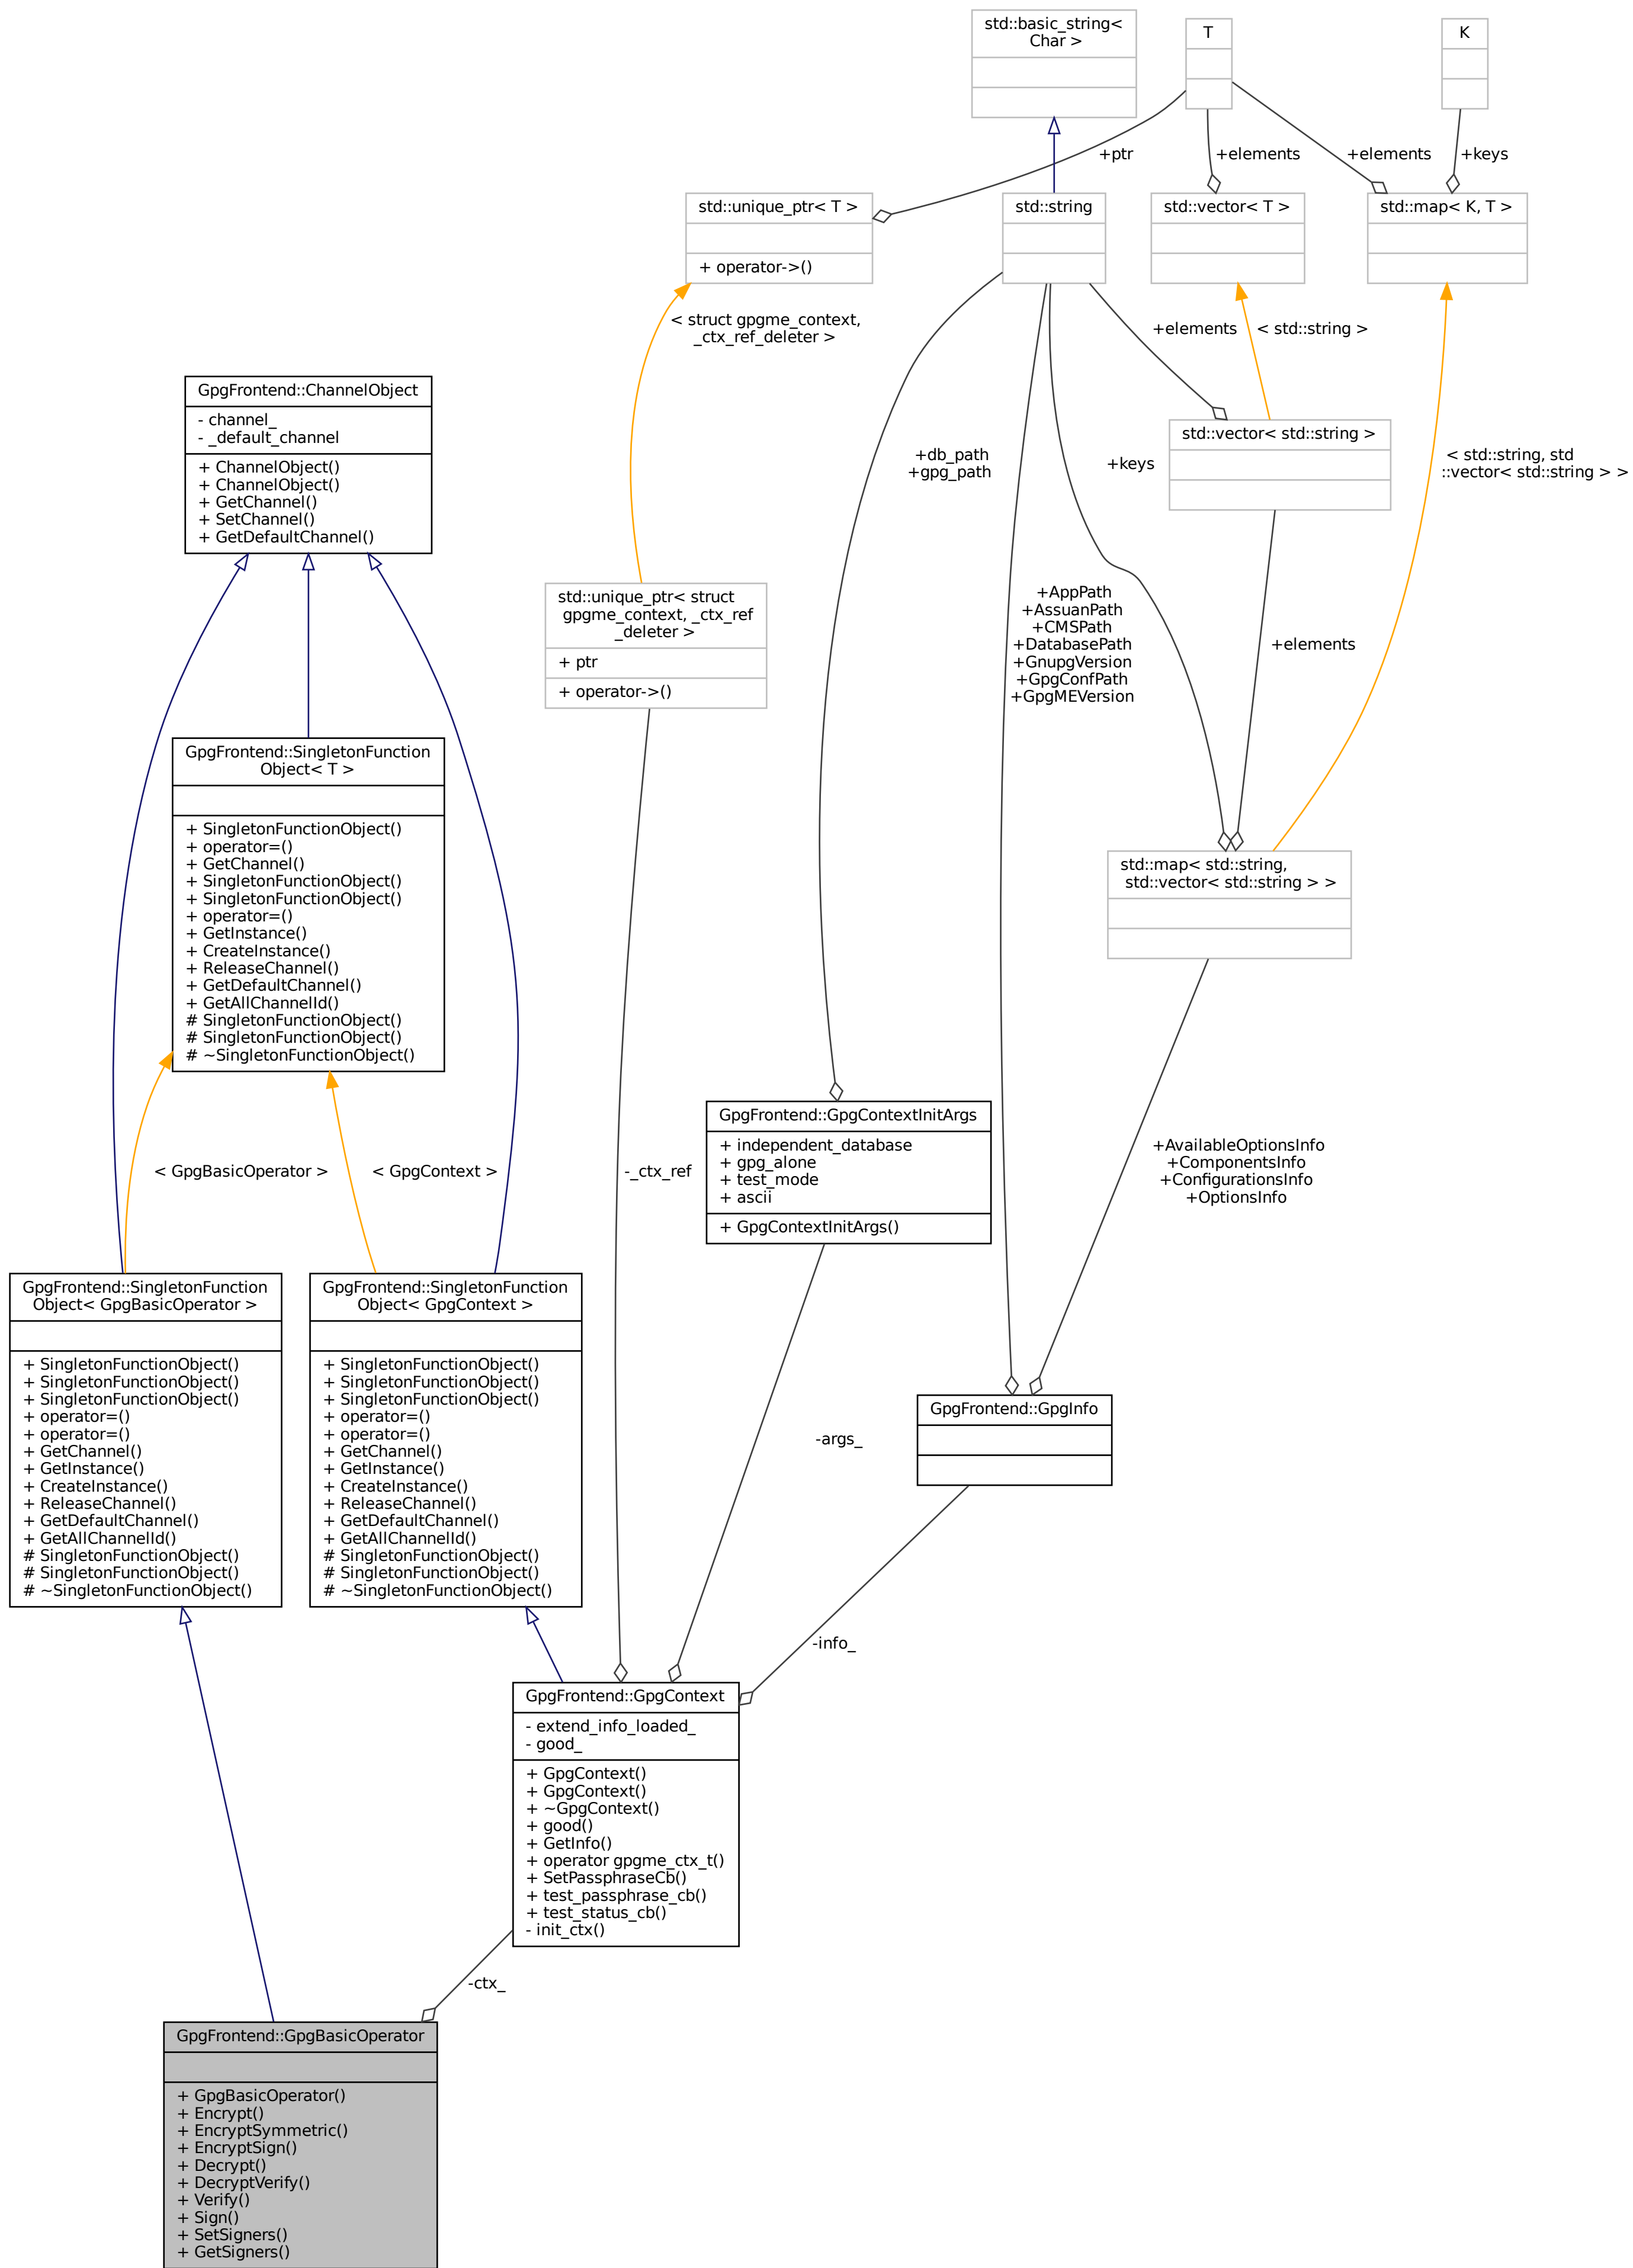 std::basic_string<
Char >
T
K
+ptr
+elements
+elements
+keys
std::unique_ptr< T >
+ operator->()
std::string
std::vector< T >
std::map< K, T >
< struct gpgme_context,
_ctx_ref_deleter >
+elements
< std::string >
GpgFrontend::ChannelObject
- channel_
- _default_channel
+ ChannelObject()
+ ChannelObject()
+ GetChannel()
+ SetChannel()
+ GetDefaultChannel()
+db_path
+gpg_path
+keys
std::vector< std::string >
< std::string, std
::vector< std::string > >
std::unique_ptr< struct
gpgme_context, _ctx_ref
_deleter >
+ ptr
+ operator->()
+AppPath
+AssuanPath
+CMSPath
+DatabasePath
+GnupgVersion
+GpgConfPath
+GpgMEVersion
+elements
GpgFrontend::SingletonFunction
Object< T >
+ SingletonFunctionObject()
+ operator=()
+ GetChannel()
+ SingletonFunctionObject()
+ SingletonFunctionObject()
+ operator=()
+ GetInstance()
+ CreateInstance()
+ ReleaseChannel()
+ GetDefaultChannel()
+ GetAllChannelId()
# SingletonFunctionObject()
# SingletonFunctionObject()
# ~SingletonFunctionObject()
std::map< std::string,
std::vector< std::string > >
< GpgBasicOperator >
< GpgContext >
-_ctx_ref
GpgFrontend::GpgContextInitArgs
+ independent_database
+ gpg_alone
+ test_mode
+ ascii
+ GpgContextInitArgs()
+AvailableOptionsInfo
+ComponentsInfo
+ConfigurationsInfo
+OptionsInfo
GpgFrontend::SingletonFunction
Object< GpgBasicOperator >
+ SingletonFunctionObject()
+ SingletonFunctionObject()
+ SingletonFunctionObject()
+ operator=()
+ operator=()
+ GetChannel()
+ GetInstance()
+ CreateInstance()
+ ReleaseChannel()
+ GetDefaultChannel()
+ GetAllChannelId()
# SingletonFunctionObject()
# SingletonFunctionObject()
# ~SingletonFunctionObject()
GpgFrontend::SingletonFunction
Object< GpgContext >
+ SingletonFunctionObject()
+ SingletonFunctionObject()
+ SingletonFunctionObject()
+ operator=()
+ operator=()
+ GetChannel()
+ GetInstance()
+ CreateInstance()
+ ReleaseChannel()
+ GetDefaultChannel()
+ GetAllChannelId()
# SingletonFunctionObject()
# SingletonFunctionObject()
# ~SingletonFunctionObject()
-args_
GpgFrontend::GpgInfo
-info_
GpgFrontend::GpgContext
- extend_info_loaded_
- good_
+ GpgContext()
+ GpgContext()
+ ~GpgContext()
+ good()
+ GetInfo()
+ operator gpgme_ctx_t()
+ SetPassphraseCb()
+ test_passphrase_cb()
+ test_status_cb()
- init_ctx()
-ctx_
GpgFrontend::GpgBasicOperator
+ GpgBasicOperator()
+ Encrypt()
+ EncryptSymmetric()
+ EncryptSign()
+ Decrypt()
+ DecryptVerify()
+ Verify()
+ Sign()
+ SetSigners()
+ GetSigners()